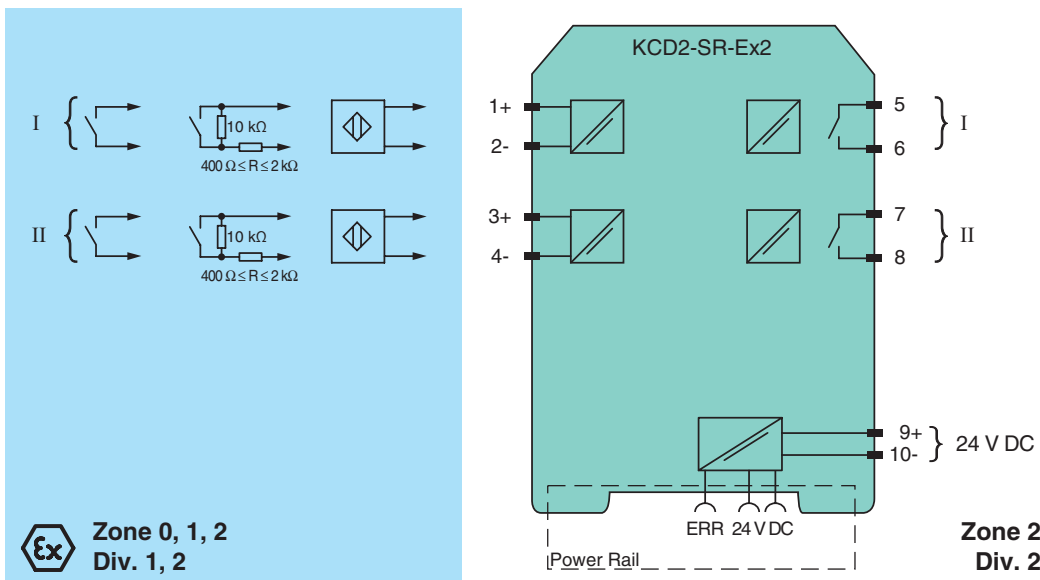 KCD2-SR-Ex2
I
10 kΩ
400 Ω ≤ R ≤ 2 kΩ
1+
2-
5
6
I
II
10 kΩ
400 Ω ≤ R ≤ 2 kΩ
3+
4-
7
8
II
9+
10-
24 V DC
ERR 24 V DC
Power Rail
Ex
Zone 0, 1, 2
Div. 1, 2
Zone 2
Div. 2